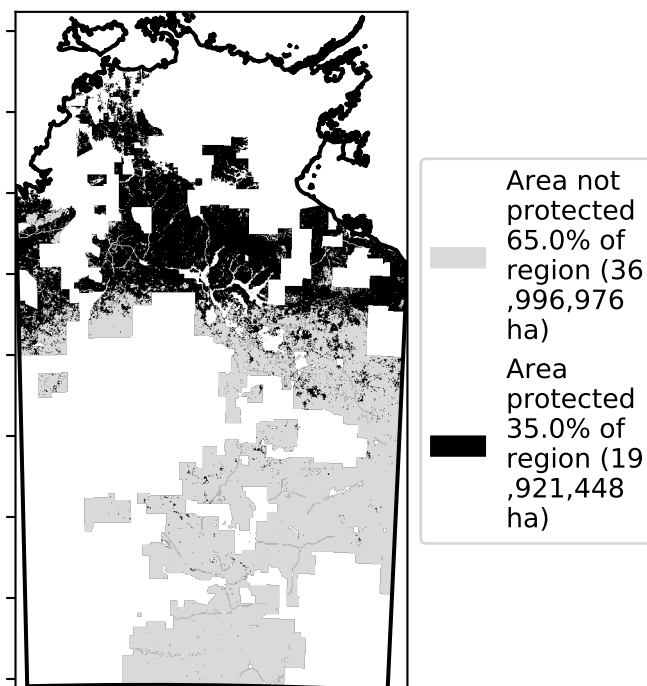 Area not
protected
65.0% of
region (36
,996,976
ha)
Area
protected
35.0% of
region (19
,921,448
ha)